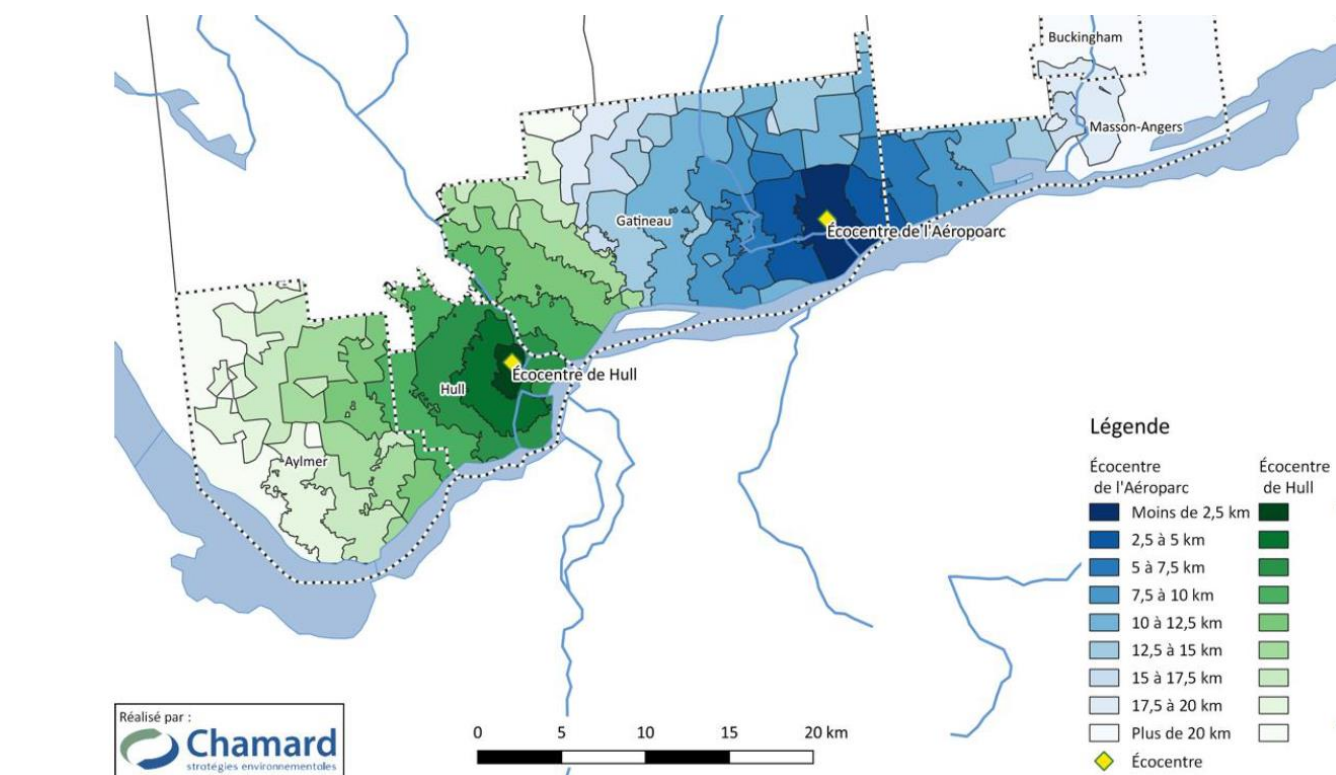 Buckingham
Masson-Angers
Gatineau
Écocentre de l'Aéropoarc
Écocentre de Hull
Hull
Aylmer
Légende
Écocentre
de l'Aéroparc
Écocentre
de Hull
Moins de 2,5 km
2,5 à 5 km
5 à 7,5 km
7,5 à 10 km
10 à 12,5 km
12,5 à 15 km
15 à 17,5 km
17,5 à 20 km
Plus de 20 km
Écocentre
Réalisé par :
Chamard
stratégies environnementales
0 5 10 15 20 km